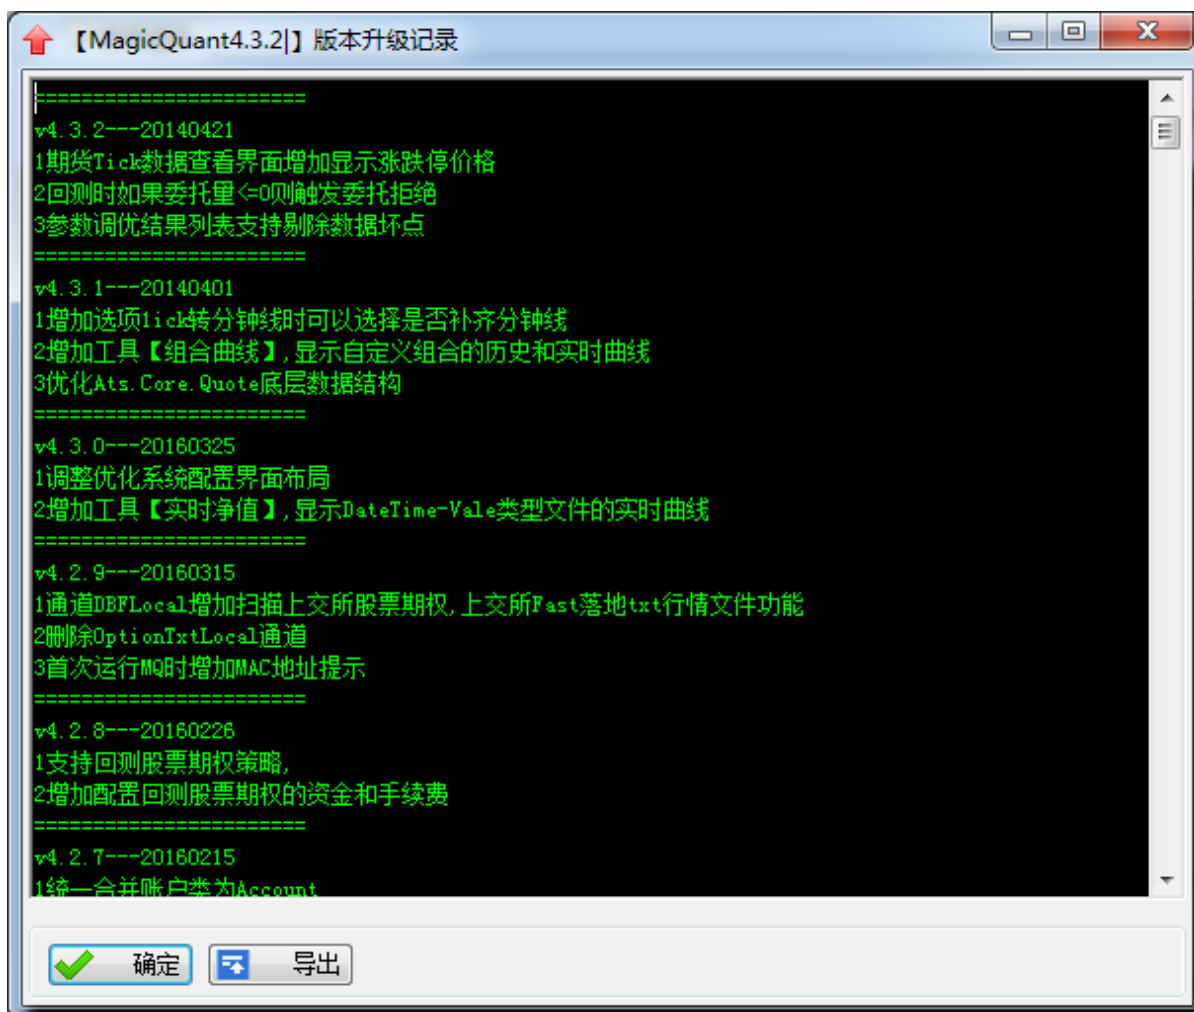 【MagicQuant4.3.2|】版本升级记录
=======================
v4.3.2---20140421
1期货Tick数据查看界面增加显示涨跌停价格
2回测时如果委托量<=0则触发委托拒绝
3参数调优结果列表支持剔除数据坏点
=======================
v4.3.1---20140401
1增加选项1ick转分钟线时可以选择是否补齐分钟线
2增加工具【组合曲线】,显示自定义组合的历史和实时曲线
3优化Ats.Core.Quote底层数据结构
=======================
v4.3.0---20160325
1调整优化系统配置界面布局
2增加工具【实时净值】,显示DateTime-Vale类型文件的实时曲线
=======================
v4.2.9---20160315
1通道DBFLocal增加扫描上交所股票期权,上交所Fast落地txt行情文件功能
2删除OptionTxtLocal通道
3首次运行MQ时增加MAC地址提示
=======================
v4.2.8---20160226
1支持回测股票期权策略,
2增加配置回测股票期权的资金和手续费
=======================
v4.2.7---20160215
1统一合并账户类为Account
确定
导出